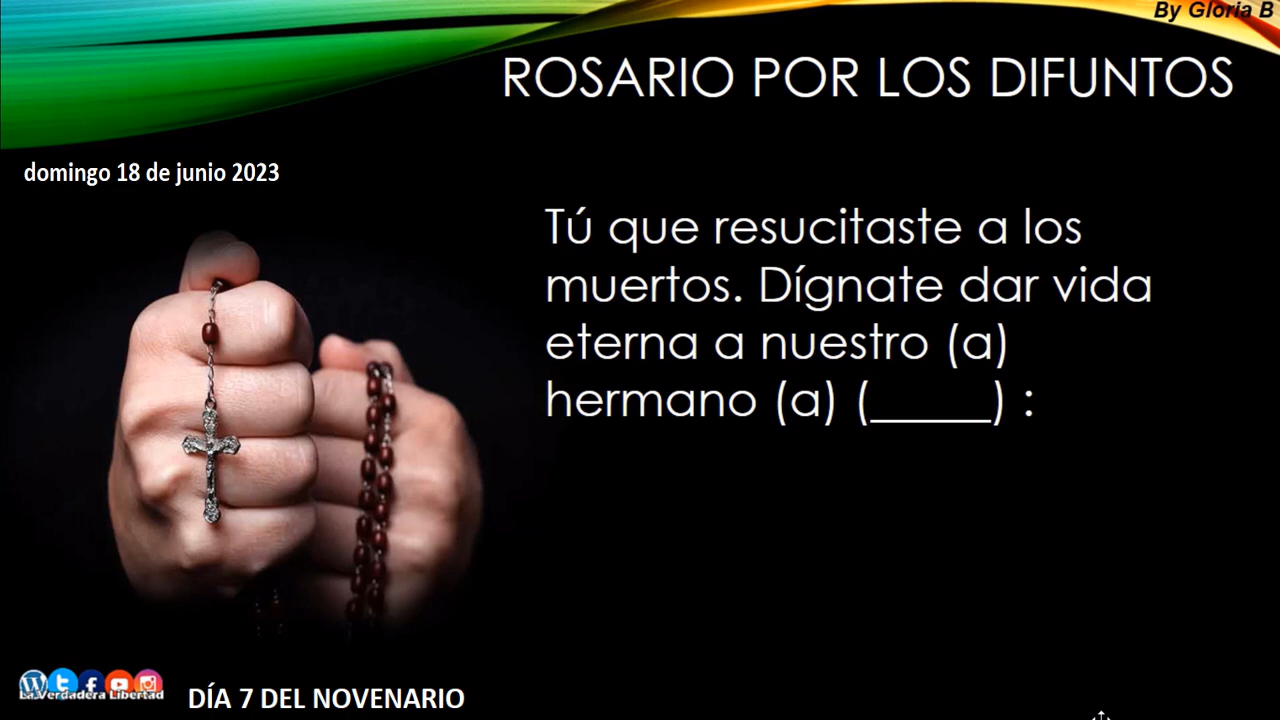 By Gloria B
ROSARIO POR LOS DIFUNTOS
domingo 18 de junio 2023
Tú que resucitaste a los
muertos. Dígnate dar vida
eterna a nuestro (a)
hermano (a) (_____) :
La Verdadera Libertad
DÍA 7 DEL NOVENARIO